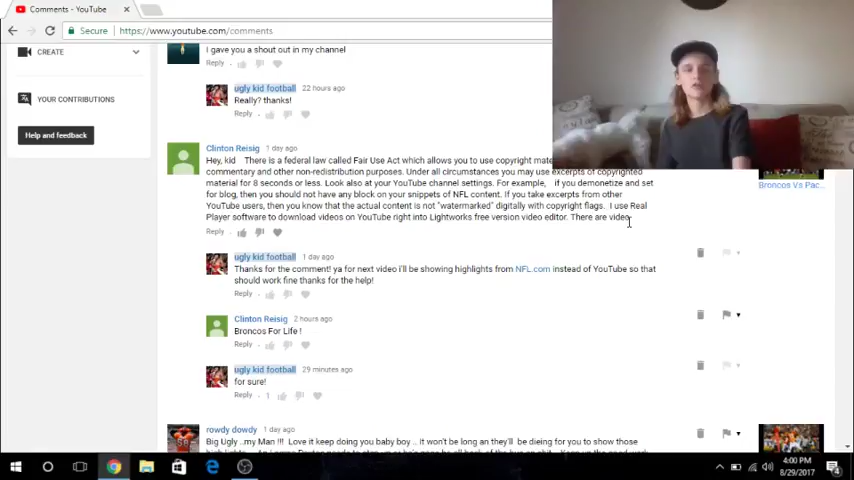 Comments - YouTube
Secure https://www.youtube.com/comments
CREATE
YOUR CONTRIBUTIONS
Help and feedback
I gave you a shout out in my channel
Reply
ugly kid football 22 hours ago
Really? thanks!
Reply
Clinton Reisig 1 day ago
Hey, kid There is a federal law called Fair Use Act which allows you to use copyright
commentary and other non-redistribution purposes. Under all circumstances you may use excerpts of copyrighted
material for 8 seconds or less. Look also at your YouTube channel settings. For example, if you demonetize and set
for blog, then you should not have any block on your snippets of NFL content. If you take excerpts from other
YouTube users, then you know that the actual content is not "watermarked" digitally with copyright flags. I use Real
Player software to download videos on YouTube right into Lightworks free version video editor. There are video
Reply
Broncos Vs Pac...
ugly kid football 1 day ago
Thanks for the comment! ya for next video i'll be showing highlights from NFL.com instead of YouTube so that
should work fine thanks for the help!
Reply
Clinton Reisig 2 hours ago
Broncos For Life !
Reply
ugly kid football 29 minutes ago
for sure!
Reply 1
rowdy dowdy 1 day ago
Big Ugly ..my Man !!! Love it keep doing you baby boy .. It won't be long an they'll be dieing for you to show those
4:00 PM
8/29/2017
4